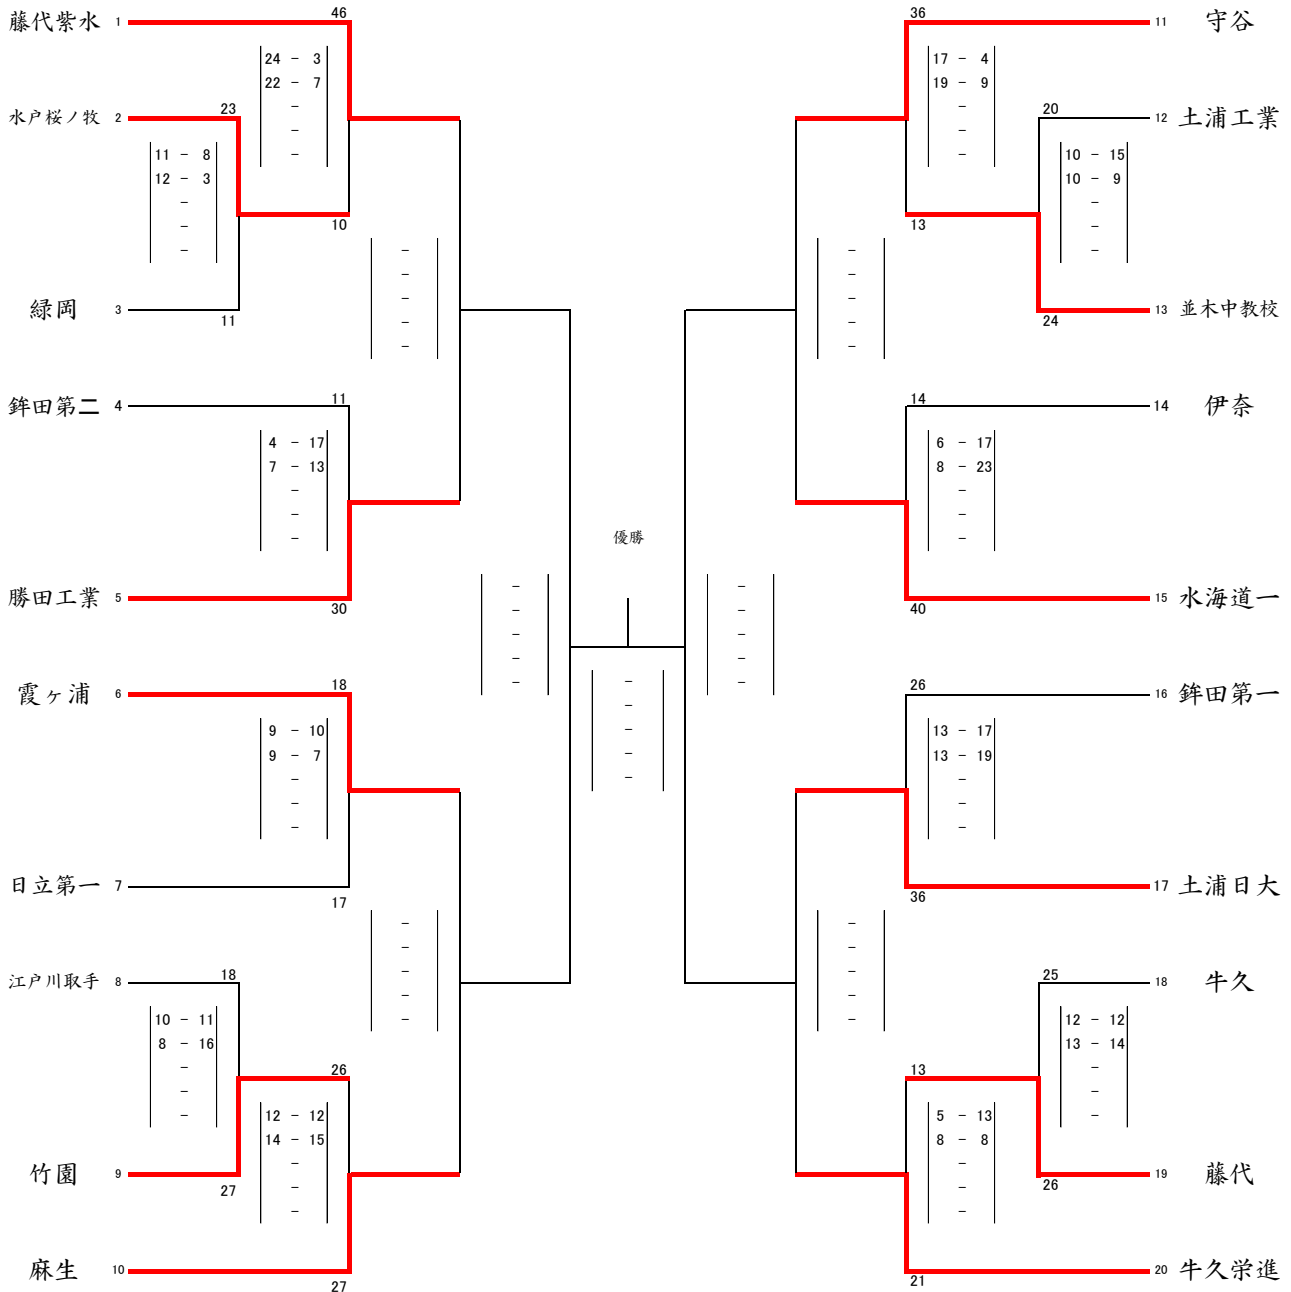 藤代紫水 1 46 36 11 守谷
24 - 3 17 - 4
22 - 7 19 - 9
- -
- -
- -
水戸桜ノ牧 2 23 20 12 土浦工業
11 - 8 10 - 15
12 - 3 10 - 9
- -
- -
- -
10 13
- -
- -
- -
- -
- -
緑岡 3 11 24 13 並木中教校
鉾田第二 4 11 14 14 伊奈
4 - 17 6 - 17
7 - 13 8 - 23
- -
- -
- -
優勝
勝田工業 5 30 40 15 水海道一
- -
- -
- -
- -
- -
霞ヶ浦 6 18 26 16 鉾田第一
-
-
-
-
-
9 - 10 13 - 17
9 - 7 13 - 19
- -
- -
- -
日立第一 7 17 36 17 土浦日大
- -
- -
- -
- -
- -
江戸川取手 8 18 25 18 牛久
10 - 11 12 - 12
8 - 16 13 - 14
- -
- -
- -
26 13
12 - 12 5 - 13
14 - 15 8 - 8
- -
- -
- -
竹園 9 27 26 19 藤代
麻生 10 27 21 20 牛久栄進